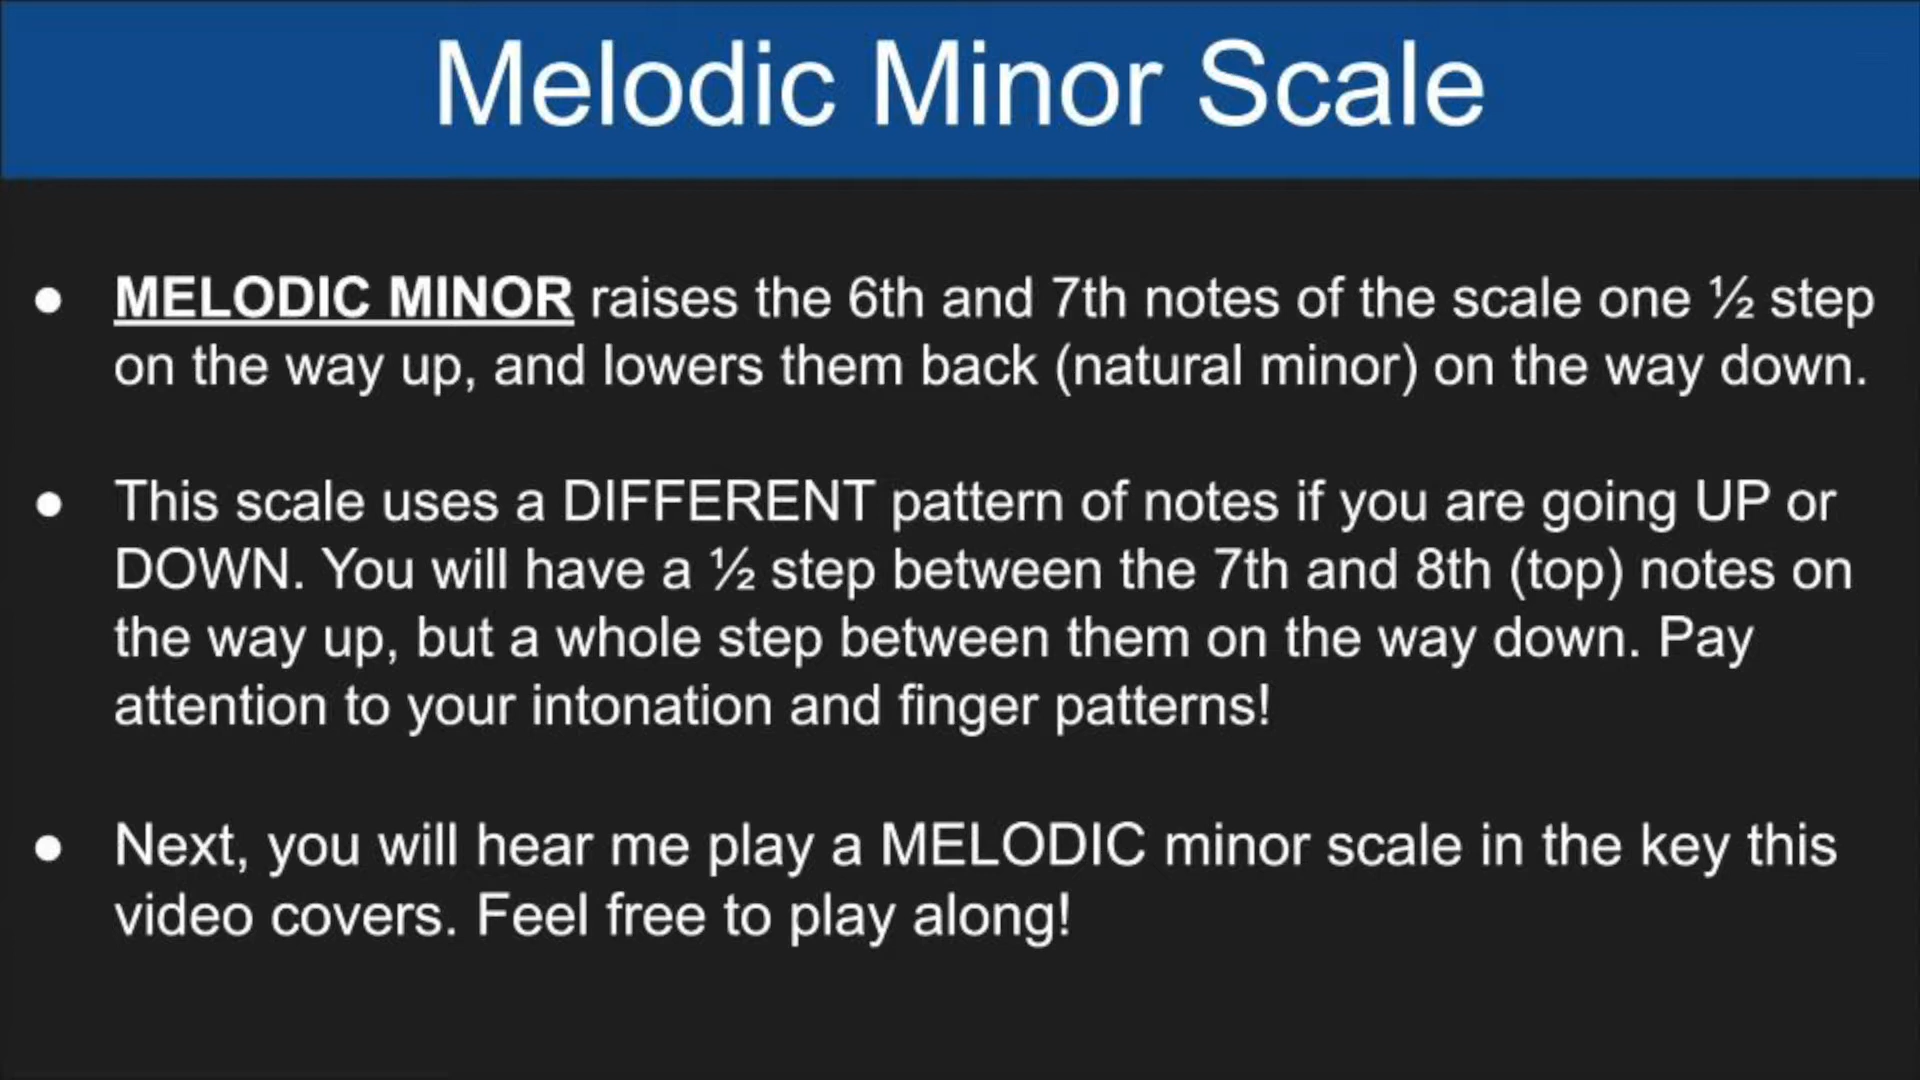 Melodic Minor Scale
● MELODIC MINOR raises the 6th and 7th notes of the scale one ½ step
on the way up, and lowers them back (natural minor) on the way down.
● This scale uses a DIFFERENT pattern of notes if you are going UP or
DOWN. You will have a ½ step between the 7th and 8th (top) notes on
the way up, but a whole step between them on the way down. Pay
attention to your intonation and finger patterns!
● Next, you will hear me play a MELODIC minor scale in the key this
video covers. Feel free to play along!